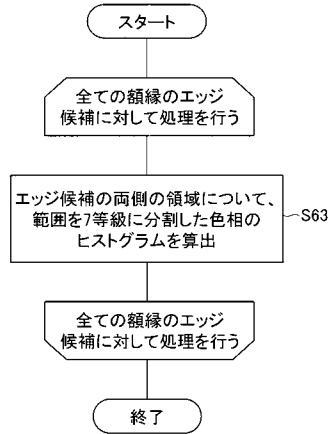 スタート
全ての額縁のエッジ
候補に対して処理を行う
エッジ候補の両側の領域について、
範囲を7等級に分割した色相の
ヒストグラムを算出
S63
全ての額縁のエッジ
候補に対して処理を行う
終了